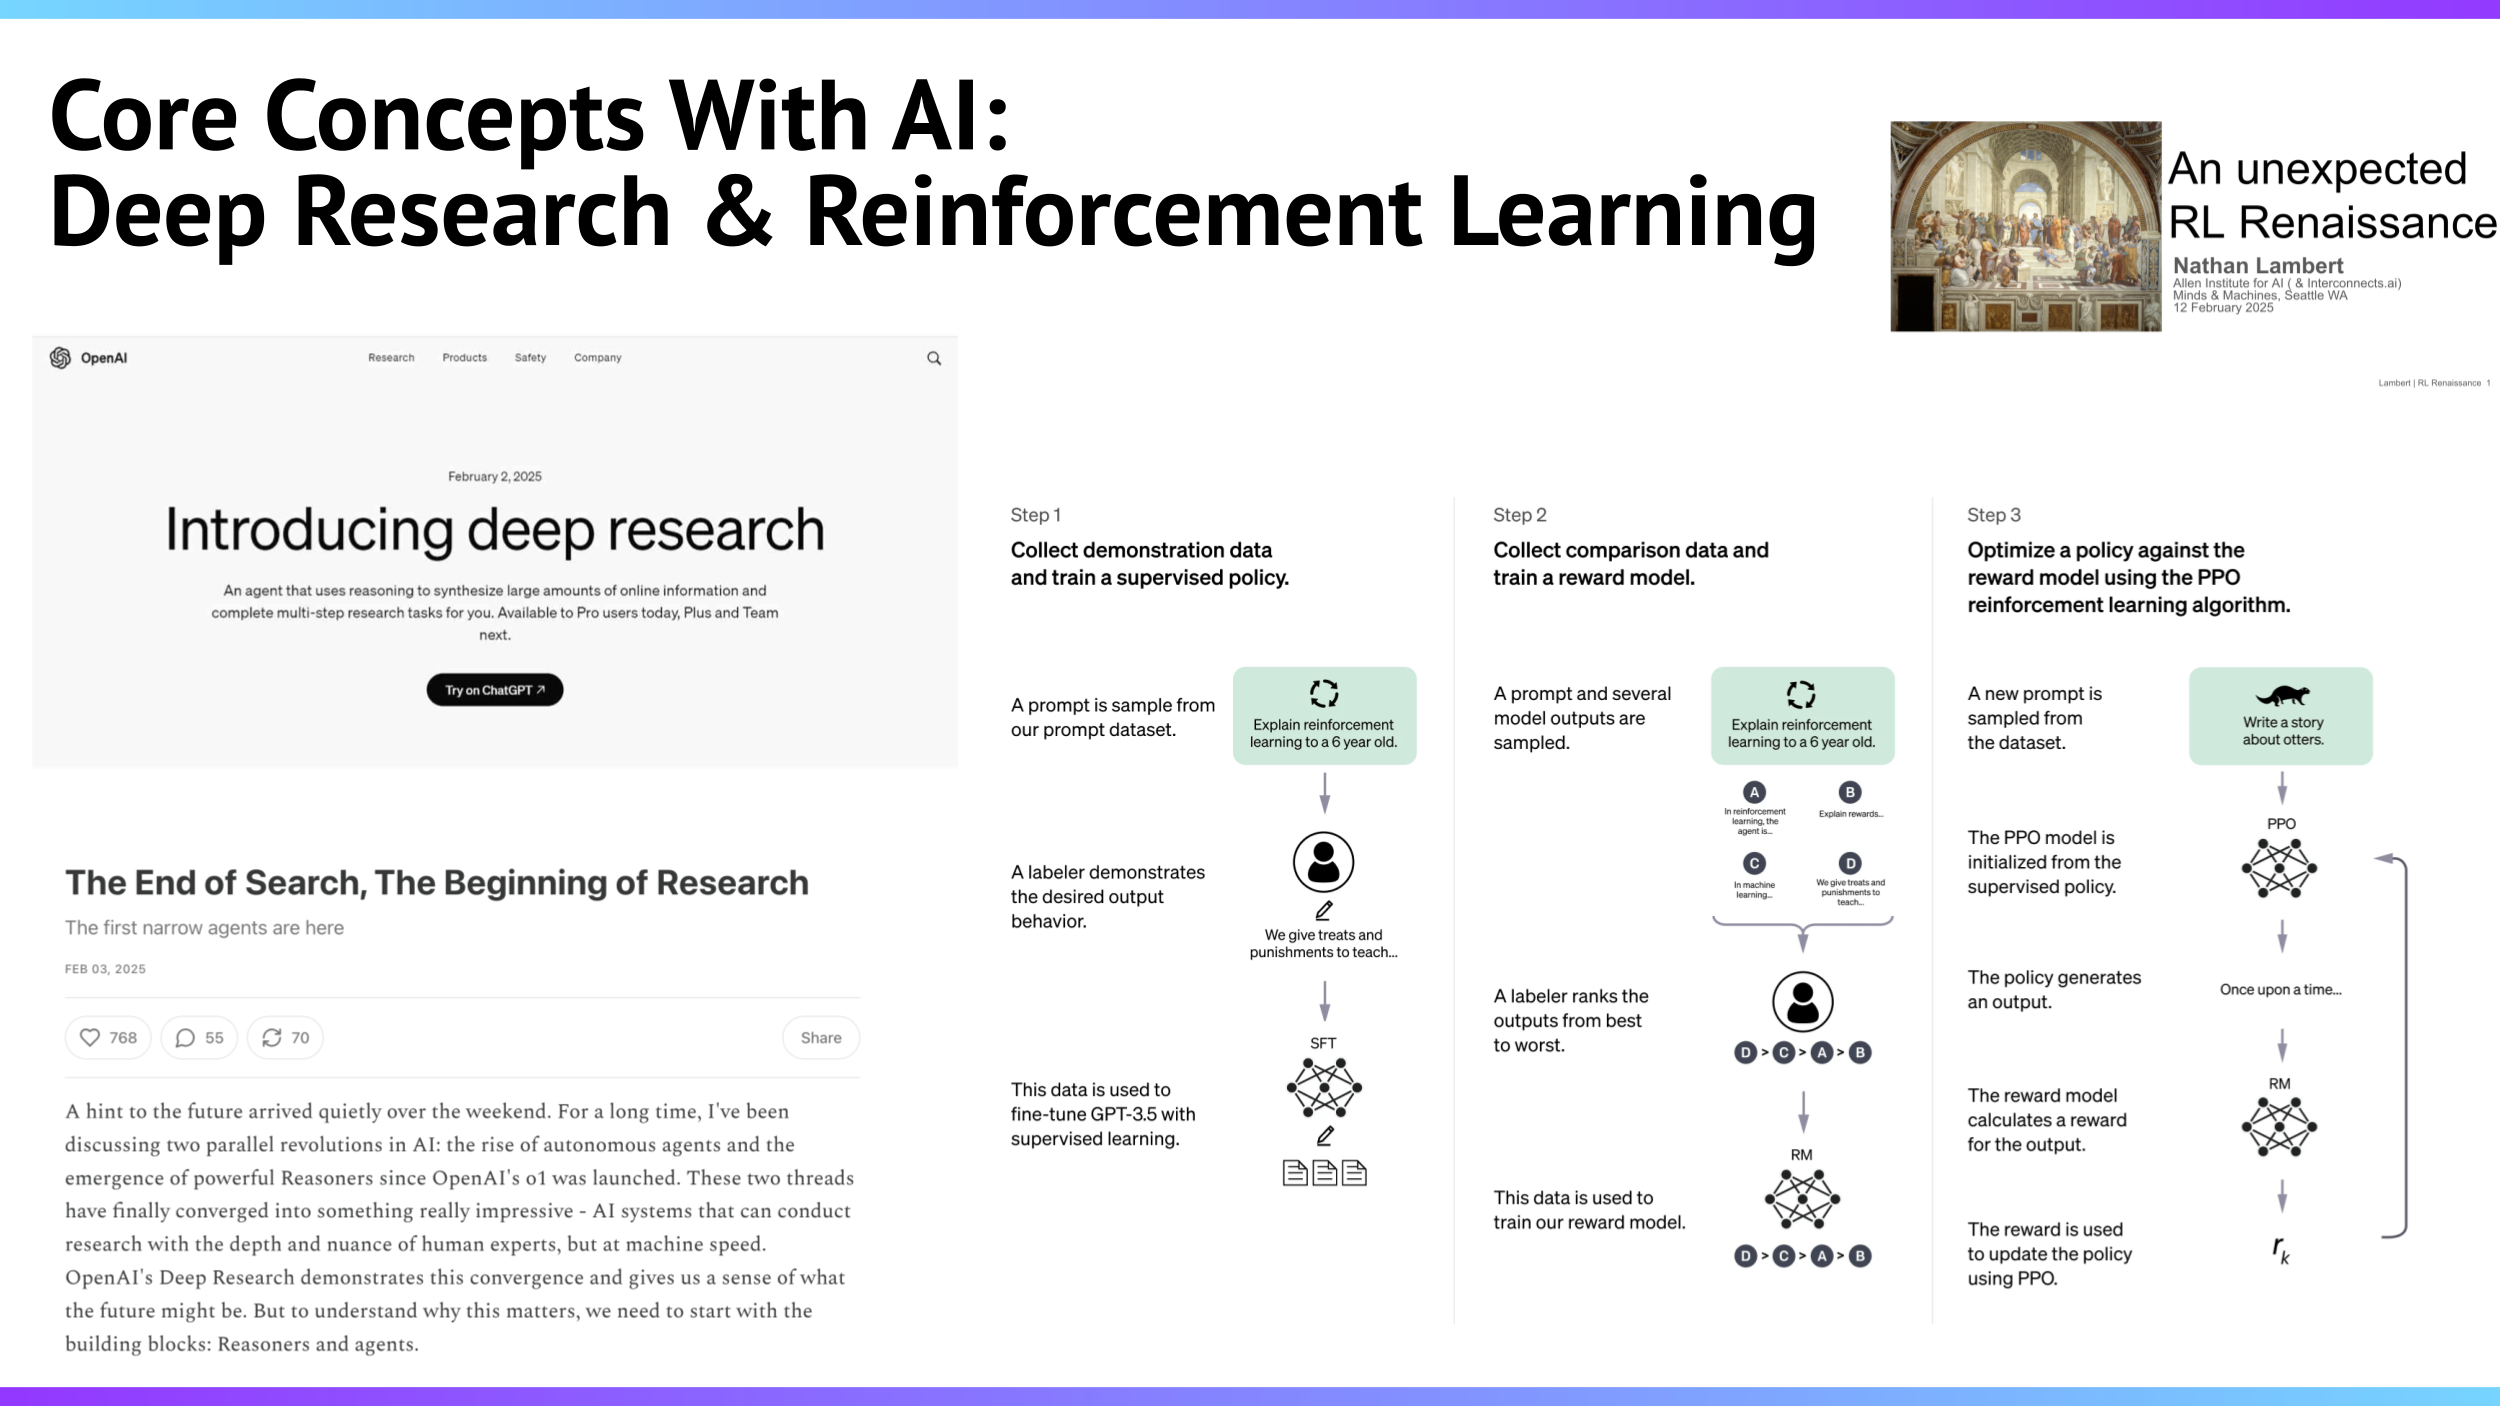 Core Concepts With AI:
Deep Research & Reinforcement Learning
An unexpected
RL Renaissance
Nathan Lambert
Allen Institute for AI ( & Interconnects.ai)
Minds & Machines, Seattle WA
12 February 2025
Lambert | RL Renaissance 1
OpenAI
Research Products Safety Company
February 2, 2025
Introducing deep research
An agent that uses reasoning to synthesize large amounts of online information and
complete multi-step research tasks for you. Available to Pro users today, Plus and Team
next.
Try on ChatGPT ↗
The End of Search, The Beginning of Research
The first narrow agents are here
FEB 03, 2025
768 55 70 Share
A hint to the future arrived quietly over the weekend. For a long time, I've been
discussing two parallel revolutions in AI: the rise of autonomous agents and the
emergence of powerful Reasoners since OpenAI's o1 was launched. These two threads
have finally converged into something really impressive - AI systems that can conduct
research with the depth and nuance of human experts, but at machine speed.
OpenAI's Deep Research demonstrates this convergence and gives us a sense of what
the future might be. But to understand why this matters, we need to start with the
building blocks: Reasoners and agents.
Step 1
Collect demonstration data
and train a supervised policy.
A prompt is sample from
our prompt dataset.
Explain reinforcement
learning to a 6 year old.
A labeler demonstrates
the desired output
behavior.
We give treats and
punishments to teach...
SFT
This data is used to
fine-tune GPT-3.5 with
supervised learning.
Step 2
Collect comparison data and
train a reward model.
A prompt and several
model outputs are
sampled.
Explain reinforcement
learning to a 6 year old.
A
In reinforcement
learning, the
agent is...
B
Explain rewards...
C
In machine
learning...
D
We give treats and
punishments to
teach...
A labeler ranks the
outputs from best
to worst.
D > C > A > B
RM
This data is used to
train our reward model.
D > C > A > B
Step 3
Optimize a policy against the
reward model using the PPO
reinforcement learning algorithm.
A new prompt is
sampled from
the dataset.
Write a story
about otters.
PPO
The PPO model is
initialized from the
supervised policy.
The policy generates
an output.
Once upon a time...
RM
The reward model
calculates a reward
for the output.
The reward is used
to update the policy
using PPO.
rk